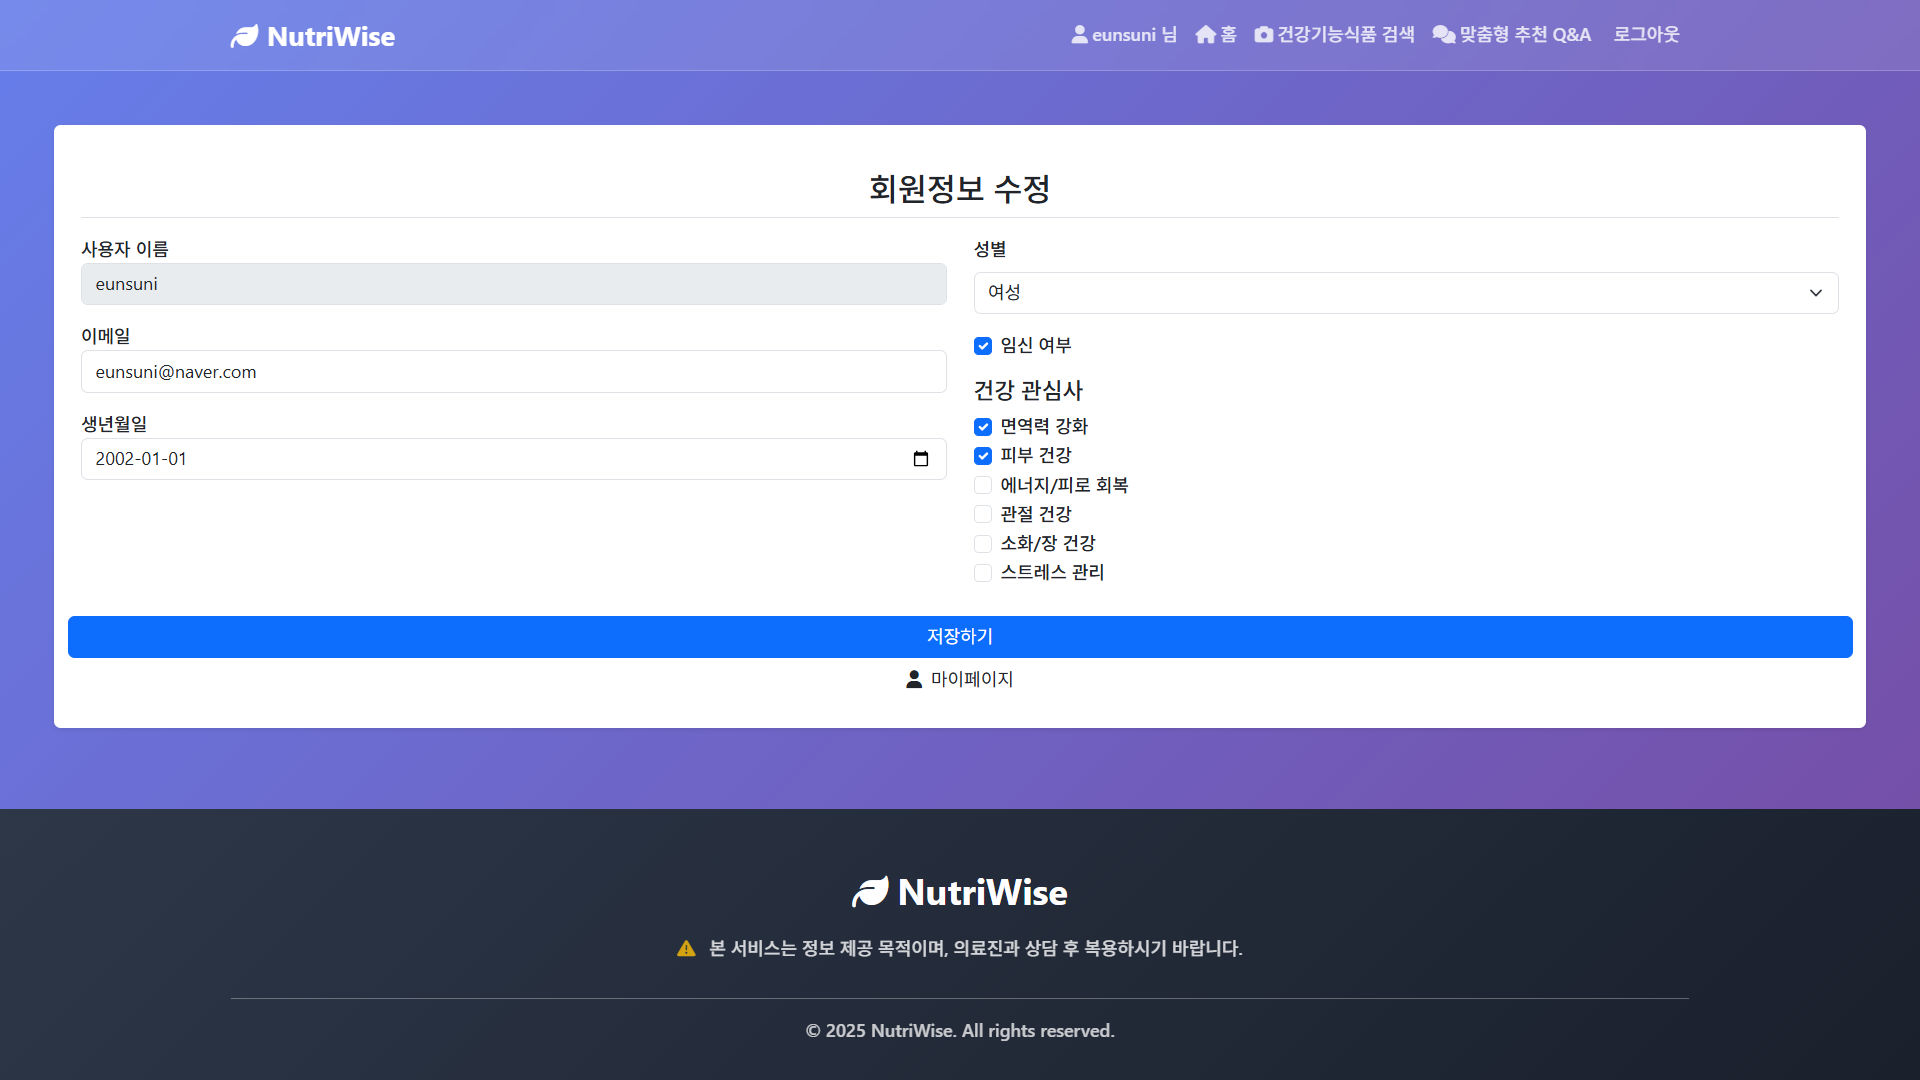 NutriWise
eunsuni 님 홈 건강기능식품 검색 맞춤형 추천 Q&A 로그아웃
회원정보 수정
사용자 이름
eunsuni
이메일
eunsuni@naver.com
생년월일
2002-01-01
성별
여성
임신 여부
건강 관심사
면역력 강화
피부 건강
에너지/피로 회복
관절 건강
소화/장 건강
스트레스 관리
저장하기
마이페이지
NutriWise
본 서비스는 정보 제공 목적이며, 의료진과 상담 후 복용하시기 바랍니다.
© 2025 NutriWise. All rights reserved.